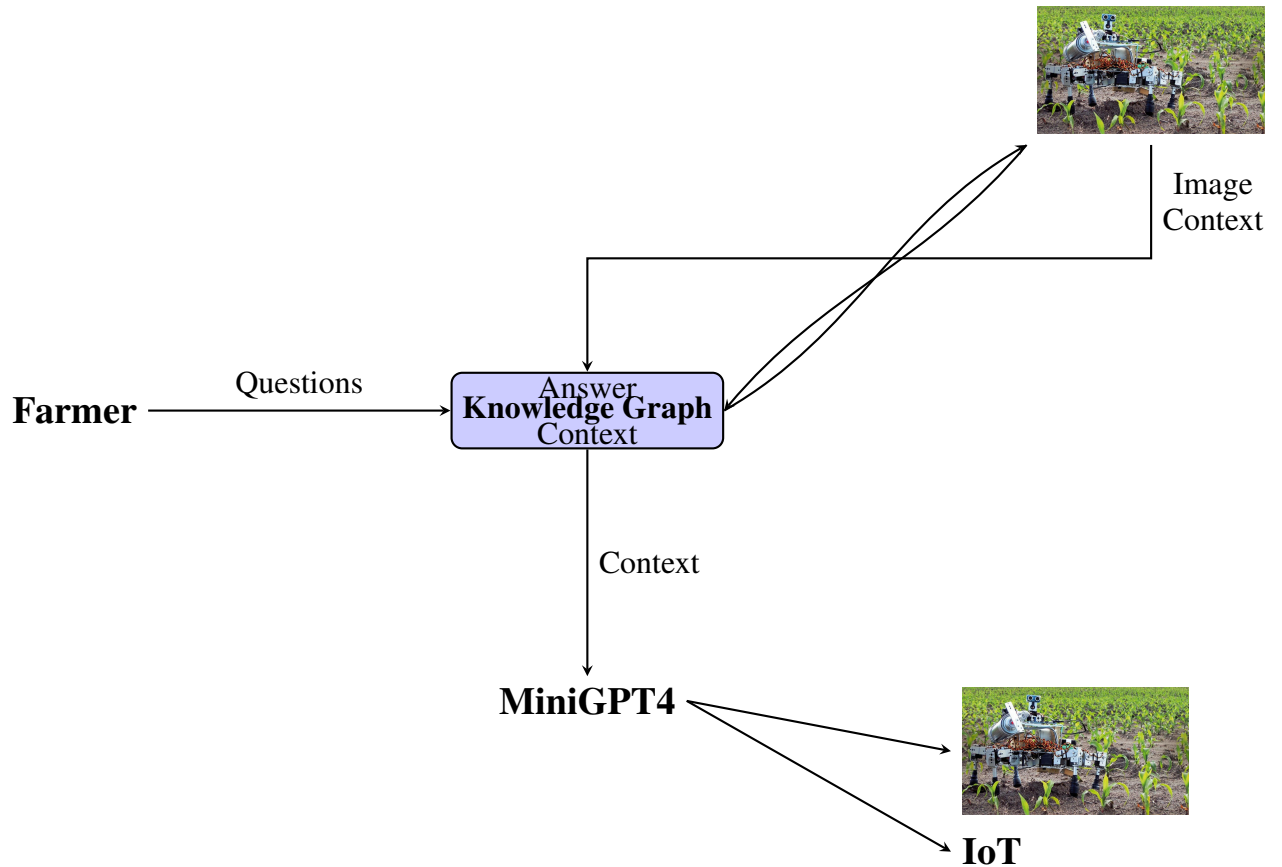 Image
Context
Questions
Farmer
Answer
Knowledge Graph
Context
Context
MiniGPT4
IoT